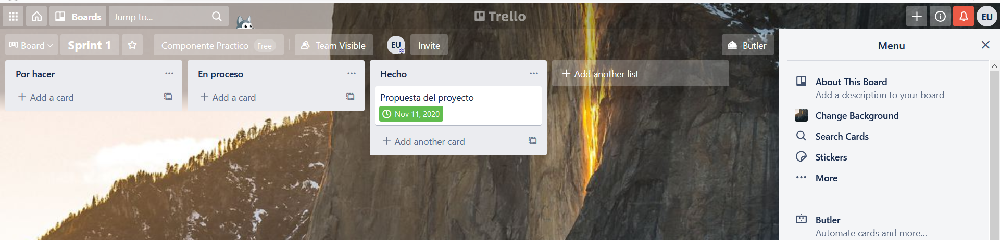 Boards
Jump to...
Trello
EU
Board
Sprint 1
Componente Practico Free
Team Visible
EU
Invite
Butler
Por hacer
Add a card
En proceso
Add a card
Hecho
Propuesta del proyecto
Nov 11, 2020
Add another card
Add another list
Menu
About This Board
Add a description to your board
Change Background
Search Cards
Stickers
More
Butler
Automate cards and more...